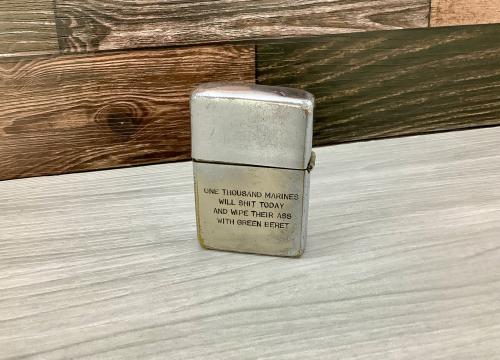 ONE THOUSAND MARINES
WILL SHIT TODAY
AND WIPE THEIR ASS
WITH GREEN BERET